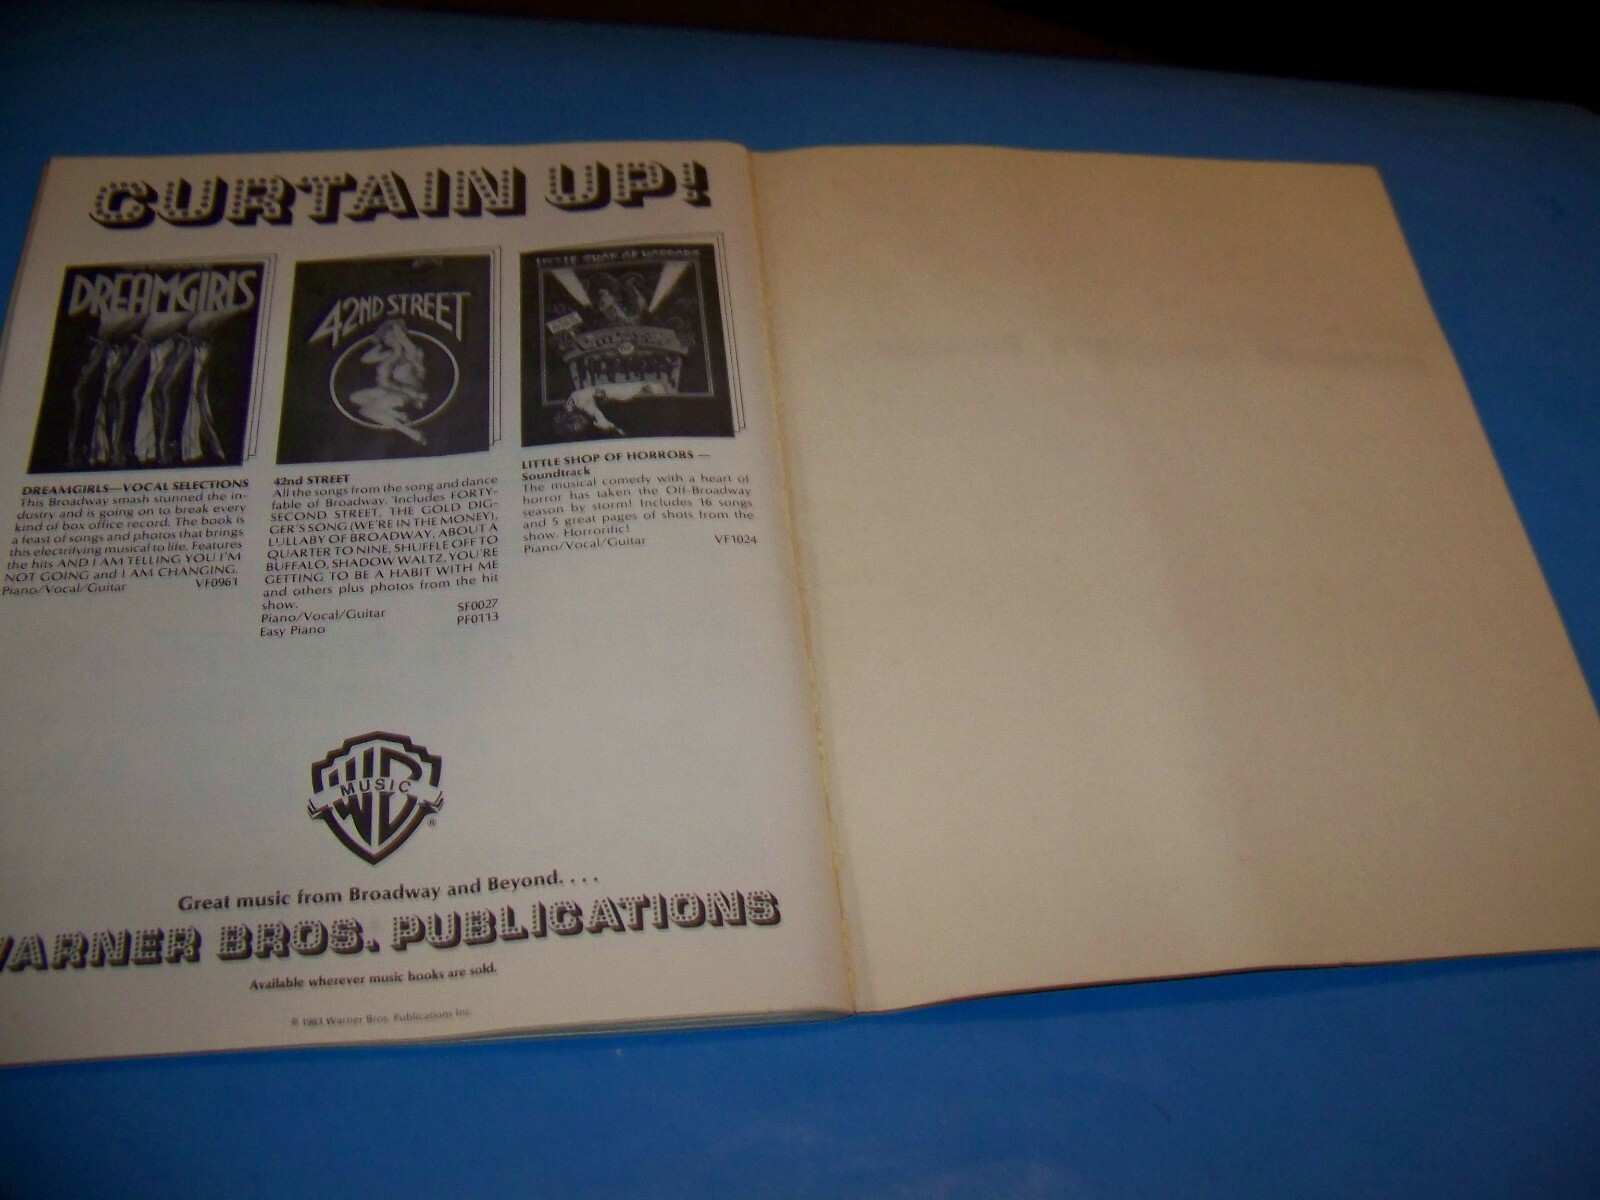 CURTAIN UP!
DREAMGIRLS
42ND STREET
LITTLE SHOP OF HORRORS
DREAMGIRLS—VOCAL SELECTIONS
This Broadway smash stunned the in-
dustry and is going on to break every
kind of box office record. The book is
a feast of songs and photos that brings
this electrifying musical to life. Features
the hits AND I AM TELLING YOU I'M
NOT GOING and I AM CHANGING.
Piano/Vocal/Guitar VF0961
42nd STREET
All the songs from the song and dance
fable of Broadway. Includes FORTY-
SECOND STREET, THE GOLD DIG-
GER'S SONG (WE'RE IN THE MONEY),
LULLABY OF BROADWAY, ABOUT A
QUARTER TO NINE, SHUFFLE OFF TO
BUFFALO, SHADOW WALTZ, YOU'RE
GETTING TO BE A HABIT WITH ME
and others plus photos from the hit
show.
Piano/Vocal/Guitar SF0027
Easy Piano PF0113
LITTLE SHOP OF HORRORS —
Soundtrack
The musical comedy with a heart of
horror has taken the Off-Broadway
season by storm! Includes 16 songs
and 5 great pages of shots from the
show. Horrorific!
Piano/Vocal/Guitar VF1024
WB
MUSIC
®
Great music from Broadway and Beyond. . . .
WARNER BROS. PUBLICATIONS
Available wherever music books are sold.
© 1983 Warner Bros. Publications Inc.